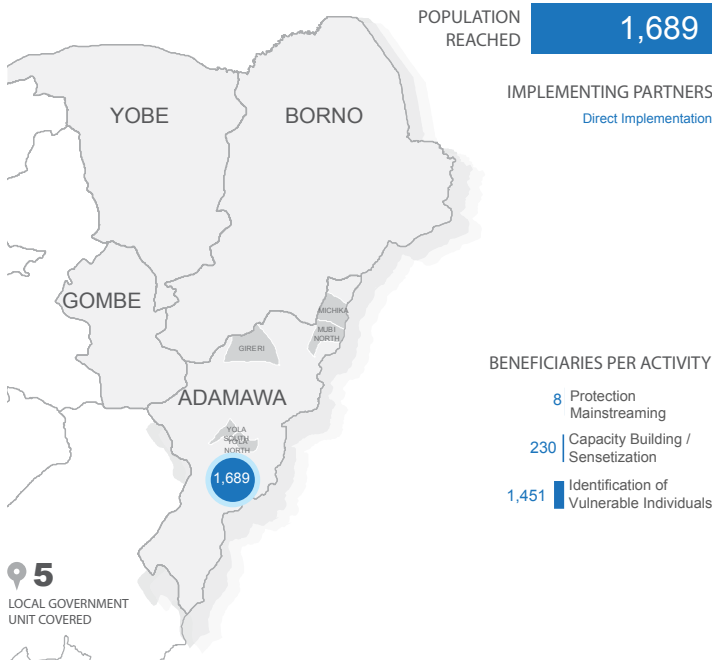 POPULATION
REACHED
1,689
IMPLEMENTING PARTNERS
Direct Implementation
YOBE
BORNO
GOMBE
MICHIKA
MUBI
NORTH
GIRERI
ADAMAWA
YOLA
SOUTH
YOLA
NORTH
1,689
BENEFICIARIES PER ACTIVITY
8 Protection
Mainstreaming
230 Capacity Building /
Sensetization
1,451 Identification of
Vulnerable Individuals
5
LOCAL GOVERNMENT
UNIT COVERED